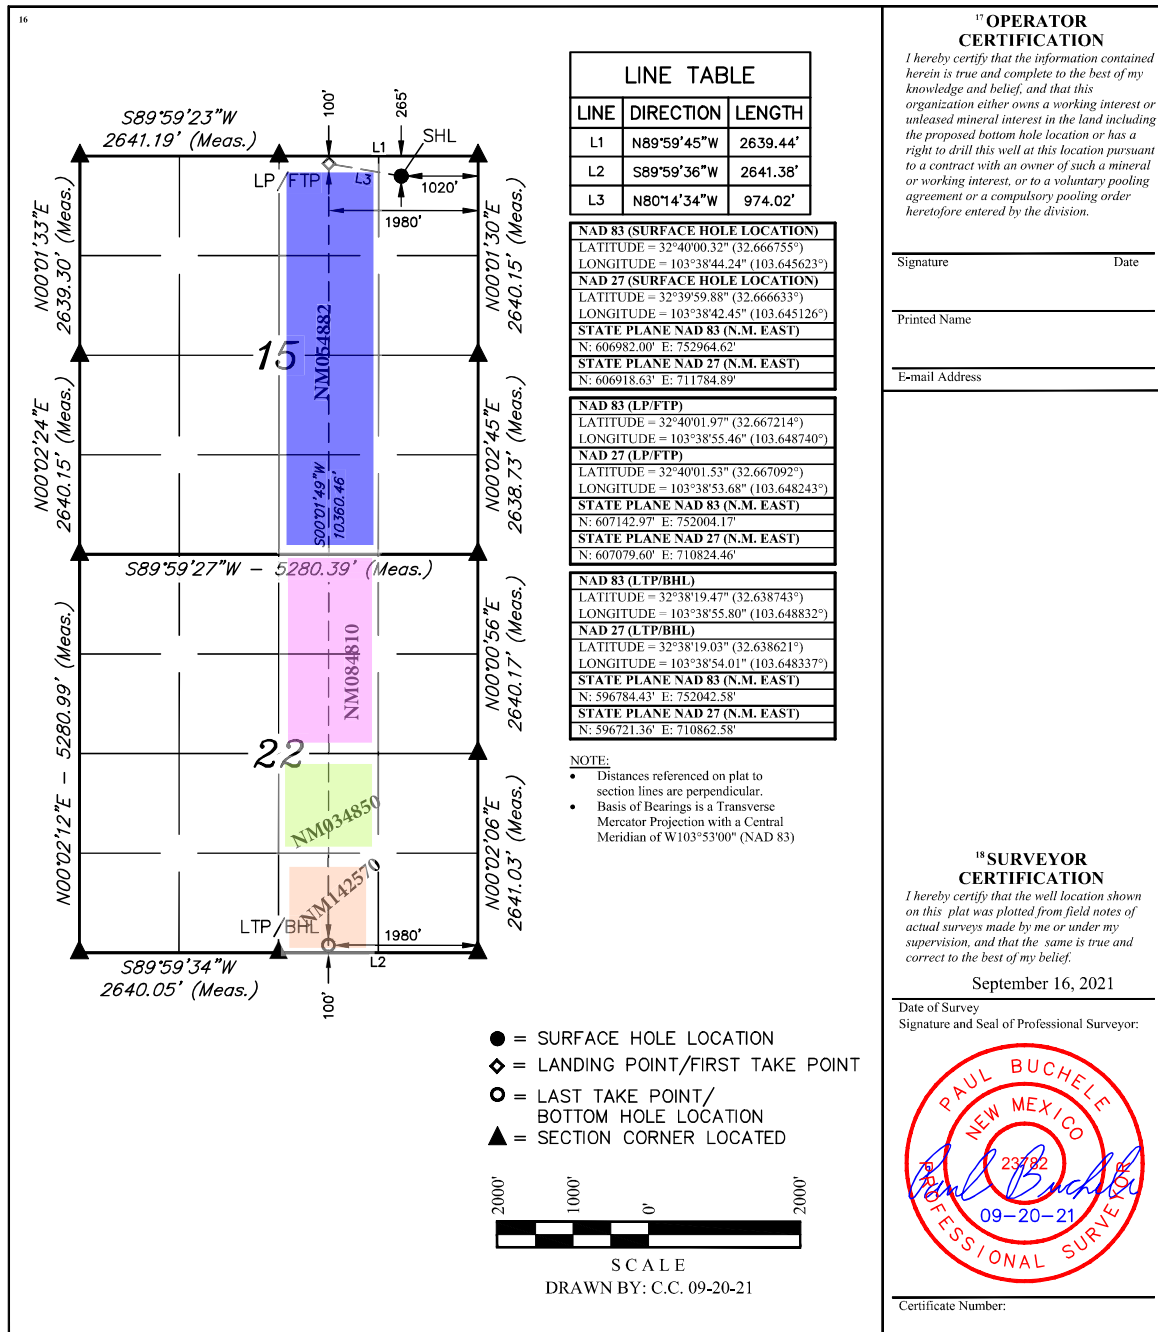 16
S89°59'23"W
2641.19' (Meas.)
100'
265'
SHL
L1
LP/FTP
L3
1020'
1980'
N00°01'33"E
2639.30' (Meas.)
N00°01'30"E
2640.15' (Meas.)
NM054882
15
N00°02'24"E
2640.15' (Meas.)
N00°02'45"E
2638.73' (Meas.)
S00°01'49"W
10360.46'
S89°59'27"W - 5280.39' (Meas.)
N00°02'12"E - 5280.99' (Meas.)
NM084810
N00°00'56"E
2640.17' (Meas.)
22
NM034850
N00°02'06"E
2641.03' (Meas.)
NM142570
LTP/BHL
1980'
L2
S89°59'34"W
2640.05' (Meas.)
100'
LINE TABLE
LINE DIRECTION LENGTH
L1 N89°59'45"W 2639.44'
L2 S89°59'36"W 2641.38'
L3 N80°14'34"W 974.02'
NAD 83 (SURFACE HOLE LOCATION)
LATITUDE = 32°40'00.32" (32.666755°)
LONGITUDE = 103°38'44.24" (103.645623°)
NAD 27 (SURFACE HOLE LOCATION)
LATITUDE = 32°39'59.88" (32.666633°)
LONGITUDE = 103°38'42.45" (103.645126°)
STATE PLANE NAD 83 (N.M. EAST)
N: 606982.00' E: 752964.62'
STATE PLANE NAD 27 (N.M. EAST)
N: 606918.63' E: 711784.89'
NAD 83 (LP/FTP)
LATITUDE = 32°40'01.97" (32.667214°)
LONGITUDE = 103°38'55.46" (103.648740°)
NAD 27 (LP/FTP)
LATITUDE = 32°40'01.53" (32.667092°)
LONGITUDE = 103°38'53.68" (103.648243°)
STATE PLANE NAD 83 (N.M. EAST)
N: 607142.97' E: 752004.17'
STATE PLANE NAD 27 (N.M. EAST)
N: 607079.60' E: 710824.46'
NAD 83 (LTP/BHL)
LATITUDE = 32°38'19.47" (32.638743°)
LONGITUDE = 103°38'55.80" (103.648832°)
NAD 27 (LTP/BHL)
LATITUDE = 32°38'19.03" (32.638621°)
LONGITUDE = 103°38'54.01" (103.648337°)
STATE PLANE NAD 83 (N.M. EAST)
N: 596784.43' E: 752042.58'
STATE PLANE NAD 27 (N.M. EAST)
N: 596721.36' E: 710862.58'
NOTE:
• Distances referenced on plat to
section lines are perpendicular.
• Basis of Bearings is a Transverse
Mercator Projection with a Central
Meridian of W103°53'00" (NAD 83)
= SURFACE HOLE LOCATION
= LANDING POINT/FIRST TAKE POINT
= LAST TAKE POINT/
BOTTOM HOLE LOCATION
= SECTION CORNER LOCATED
2000' 1000' 0' 2000'
SCALE
DRAWN BY: C.C. 09-20-21
17 OPERATOR
CERTIFICATION
I hereby certify that the information contained
herein is true and complete to the best of my
knowledge and belief, and that this
organization either owns a working interest or
unleased mineral interest in the land including
the proposed bottom hole location or has a
right to drill this well at this location pursuant
to a contract with an owner of such a mineral
or working interest, or to a voluntary pooling
agreement or a compulsory pooling order
heretofore entered by the division.
Signature Date
Printed Name
E-mail Address
18 SURVEYOR
CERTIFICATION
I hereby certify that the well location shown
on this plat was plotted from field notes of
actual surveys made by me or under my
supervision, and that the same is true and
correct to the best of my belief.
September 16, 2021
Date of Survey
Signature and Seal of Professional Surveyor:
PAUL BUCHELE
NEW MEXICO
23782
Paul Buchele
09-20-21
PROFESSIONAL SURVEYOR
Certificate Number: